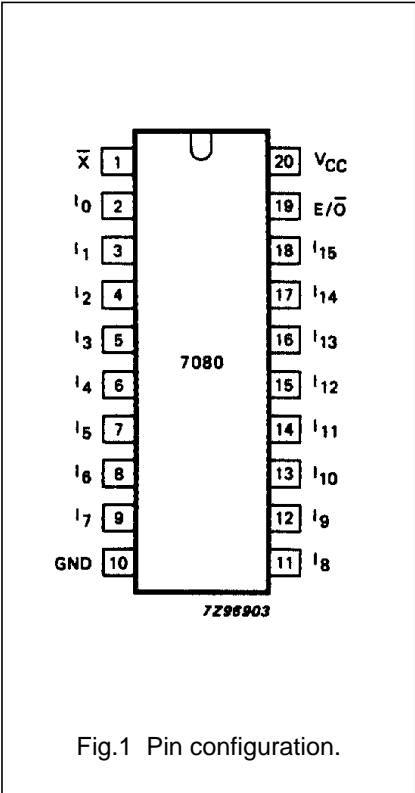 X̅ 1 20 VCC
I0 2 19 E/O̅
I1 3 18 I15
I2 4 17 I14
I3 5 16 I13
7080
I4 6 15 I12
I5 7 14 I11
I6 8 13 I10
I7 9 12 I9
GND 10 11 I8
7Z96903
Fig.1 Pin configuration.